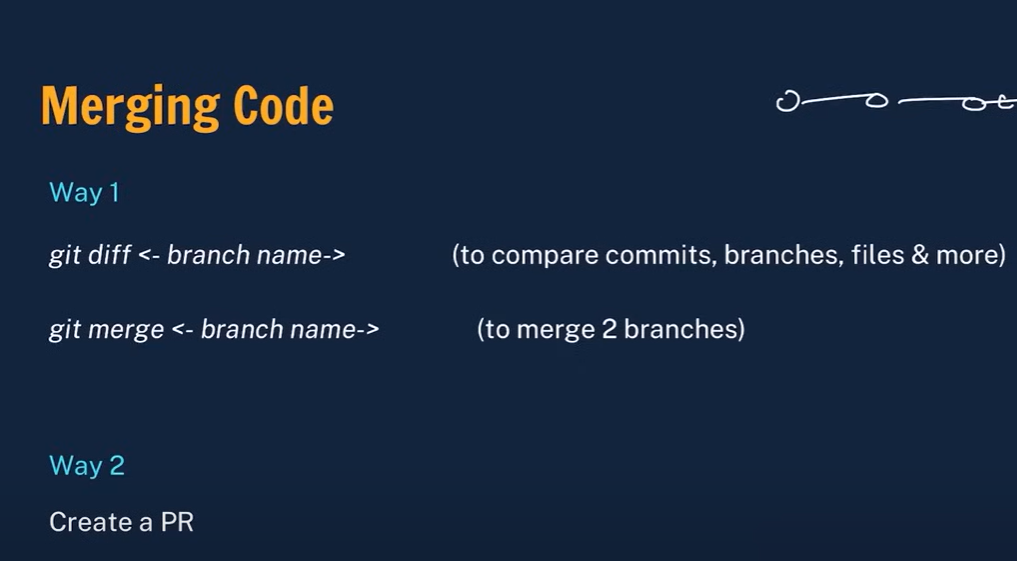 Merging Code
Way 1
git diff <- branch name-> (to compare commits, branches, files & more)
git merge <- branch name-> (to merge 2 branches)
Way 2
Create a PR